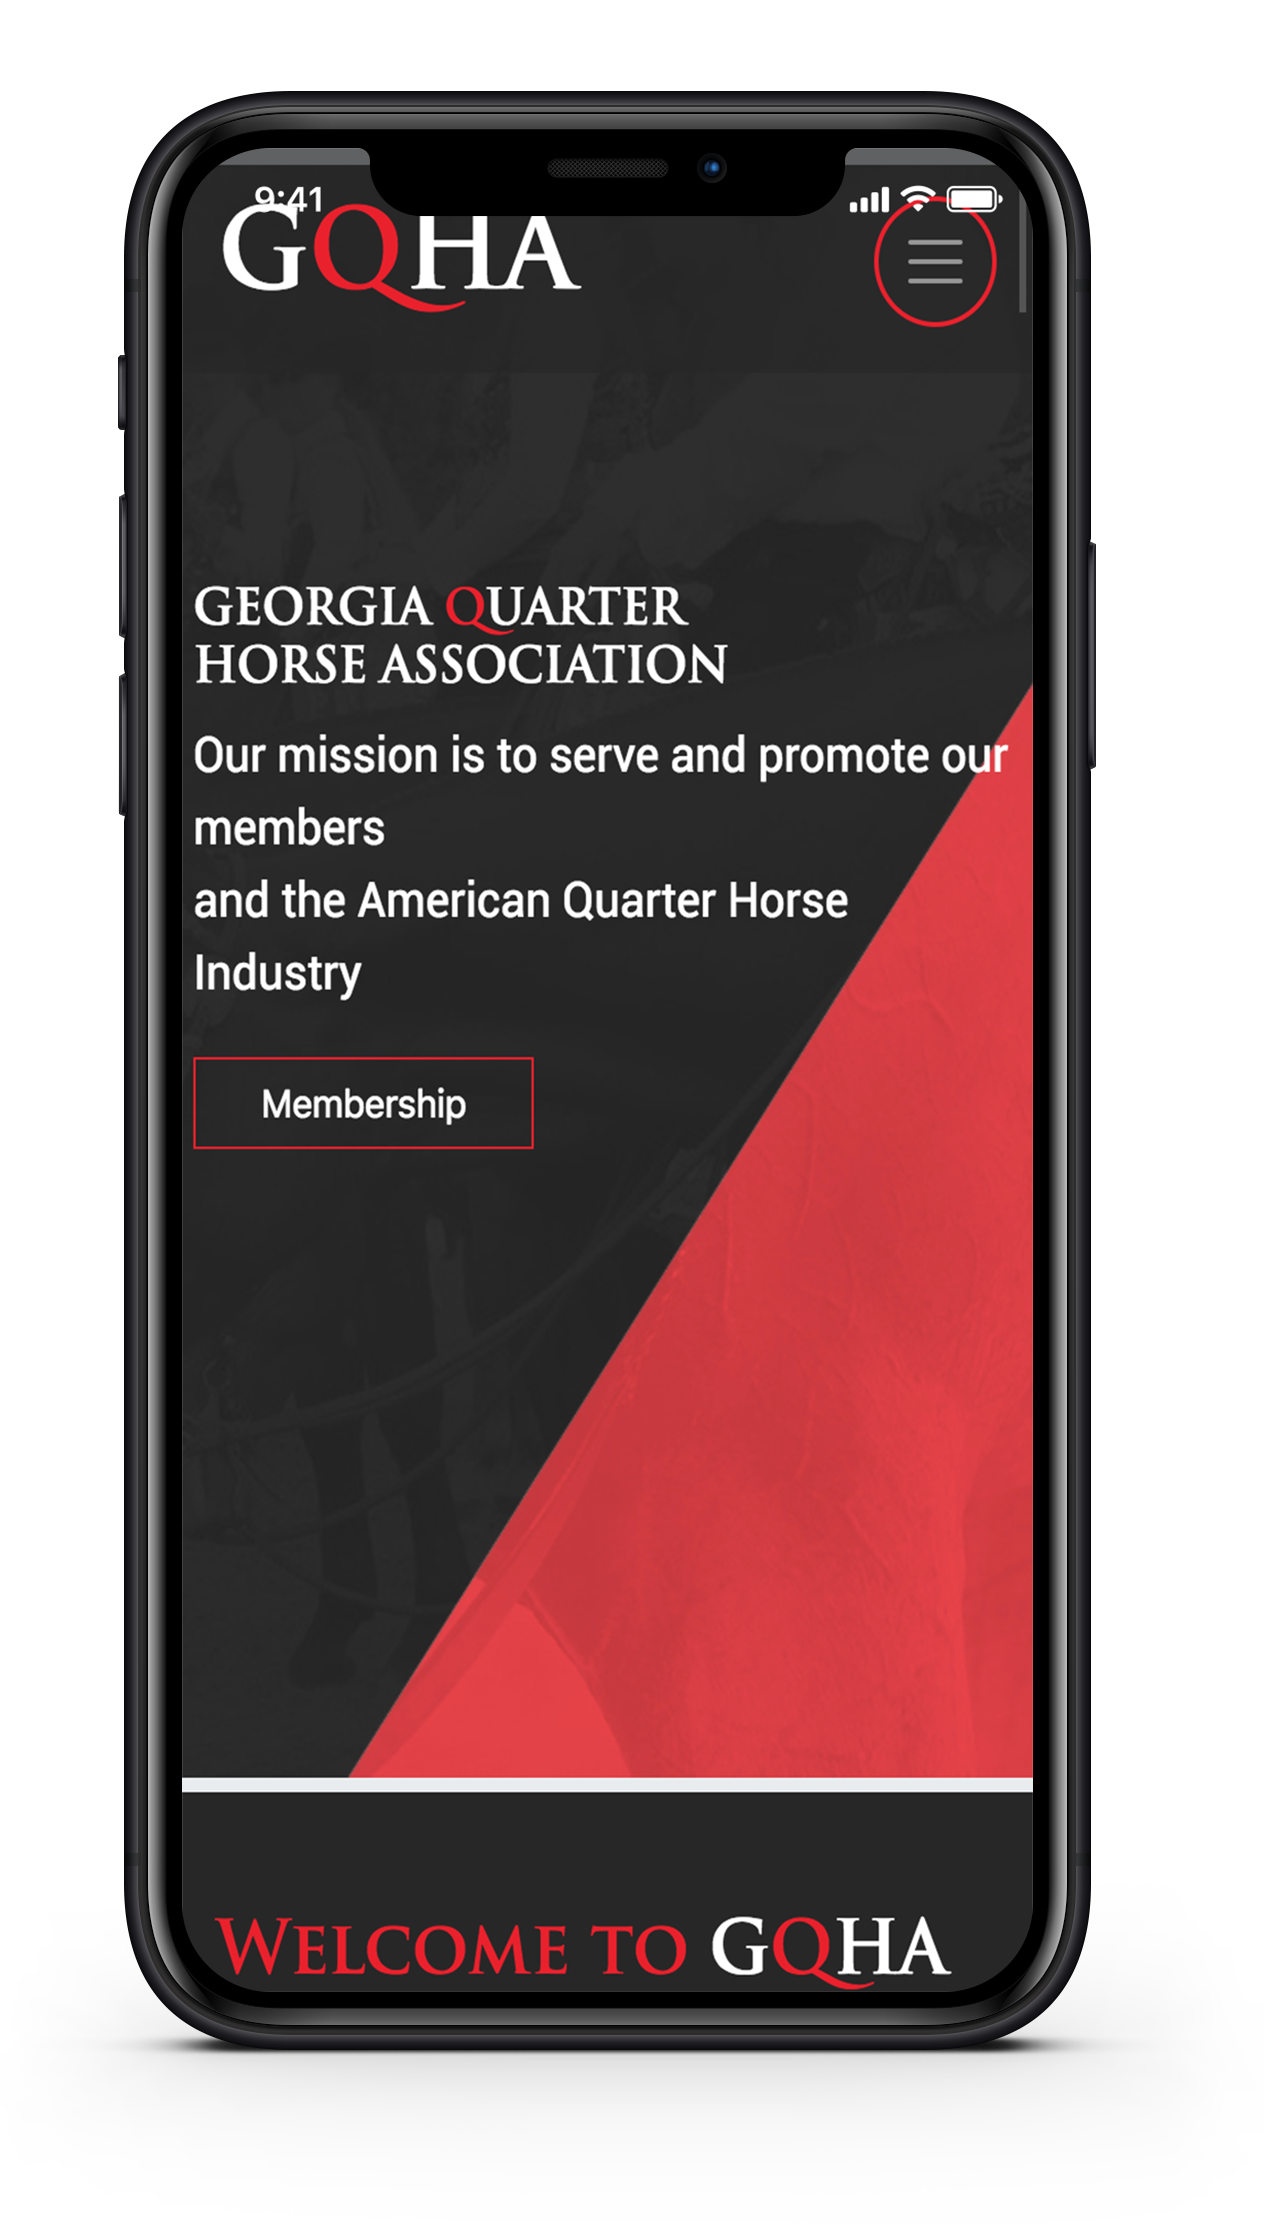 9:41
GQHA
GEORGIA QUARTER
HORSE ASSOCIATION
Our mission is to serve and promote our
members
and the American Quarter Horse
Industry
Membership
WELCOME TO GQHA